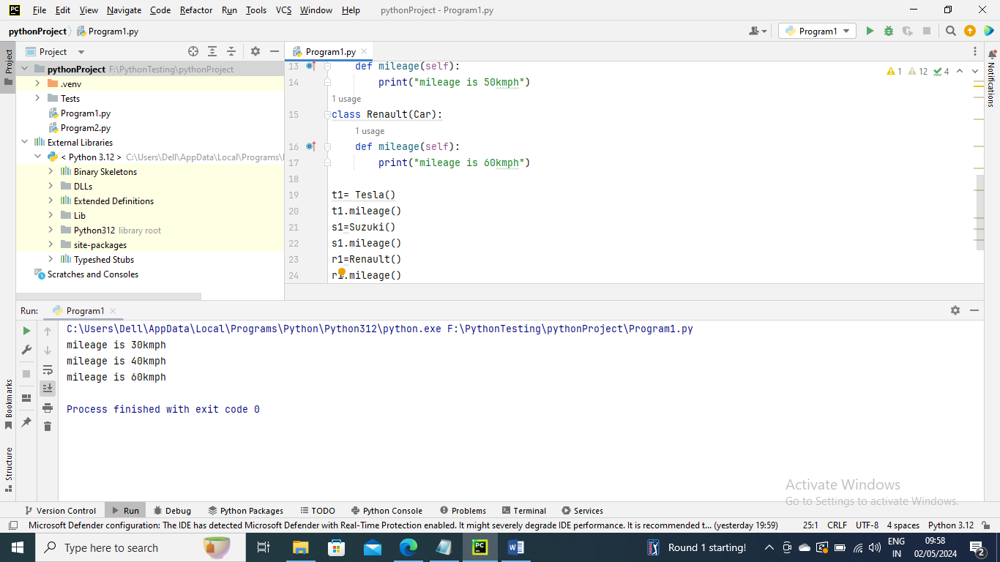 PC File Edit View Navigate Code Refactor Run Tools VCS Window Help pythonProject - Program1.py
pythonProject Program1.py Program1
Project
Project
pythonProject F:\PythonTesting\pythonProject
.venv
Tests
Program1.py
Program2.py
External Libraries
< Python 3.12 > C:\Users\Dell\AppData\Local\Programs\
Binary Skeletons
DLLs
Extended Definitions
Lib
Python312 library root
site-packages
Typeshed Stubs
Scratches and Consoles
Program1.py
1 12 4
13 def mileage(self):
14 print("mileage is 50kmph")
1 usage
15 class Renault(Car):
1 usage
16 def mileage(self):
17 print("mileage is 60kmph")
18
19 t1= Tesla()
20 t1.mileage()
21 s1=Suzuki()
22 s1.mileage()
23 r1=Renault()
24 r1.mileage()
Notifications
Run: Program1
C:\Users\Dell\AppData\Local\Programs\Python\Python312\python.exe F:\PythonTesting\pythonProject\Program1.py
mileage is 30kmph
mileage is 40kmph
mileage is 60kmph
Process finished with exit code 0
Bookmarks
Structure
Activate Windows
Go to Settings to activate Windows.
Version Control Run Debug Python Packages TODO Python Console Problems Terminal Services
Microsoft Defender configuration: The IDE has detected Microsoft Defender with Real-Time Protection enabled. It might severely degrade IDE performance. It is recommended t... (yesterday 19:59) 25:1 CRLF UTF-8 4 spaces Python 3.12
Type here to search PC W Round 1 starting! ENG 09:58
IN 02/05/2024 2